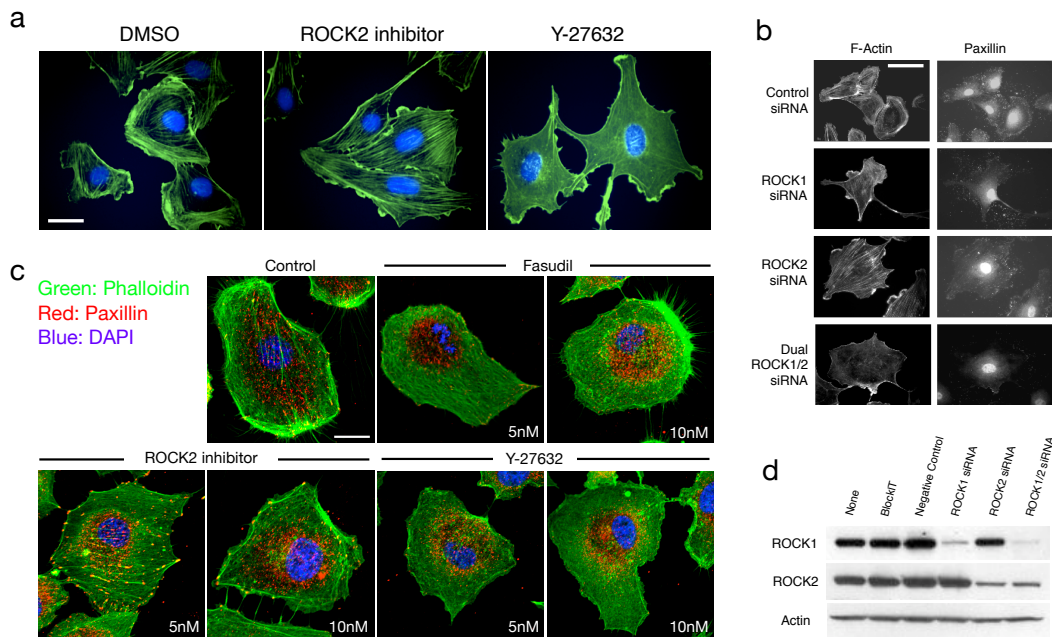 a
DMSO
ROCK2 inhibitor
Y-27632
b
F-Actin
Paxillin
Control
siRNA
ROCK1
siRNA
ROCK2
siRNA
Dual
ROCK1/2
siRNA
c
Green: Phalloidin
Red: Paxillin
Blue: DAPI
Control
Fasudil
5nM
10nM
ROCK2 inhibitor
Y-27632
5nM
10nM
5nM
10nM
d
None
BlockiT
Negative Control
ROCK1 siRNA
ROCK2 siRNA
ROCK1/2 siRNA
ROCK1
ROCK2
Actin